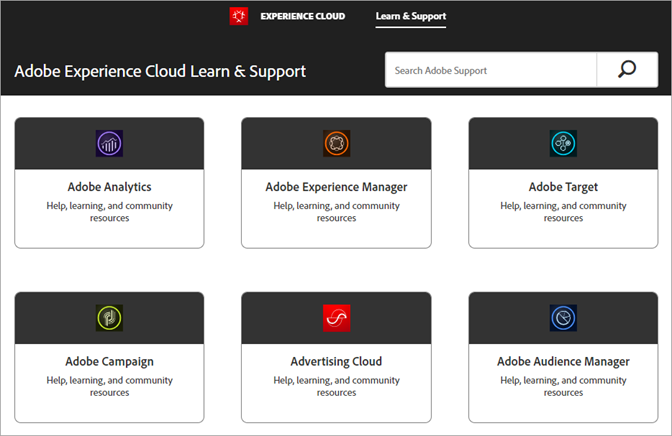 EXPERIENCE CLOUD
Learn & Support
Adobe Experience Cloud Learn & Support
Search Adobe Support
Adobe Analytics
Help, learning, and community
resources
Adobe Experience Manager
Help, learning, and community
resources
Adobe Target
Help, learning, and community
resources
Adobe Campaign
Help, learning, and community
resources
Advertising Cloud
Help, learning, and community
resources
Adobe Audience Manager
Help, learning, and community
resources